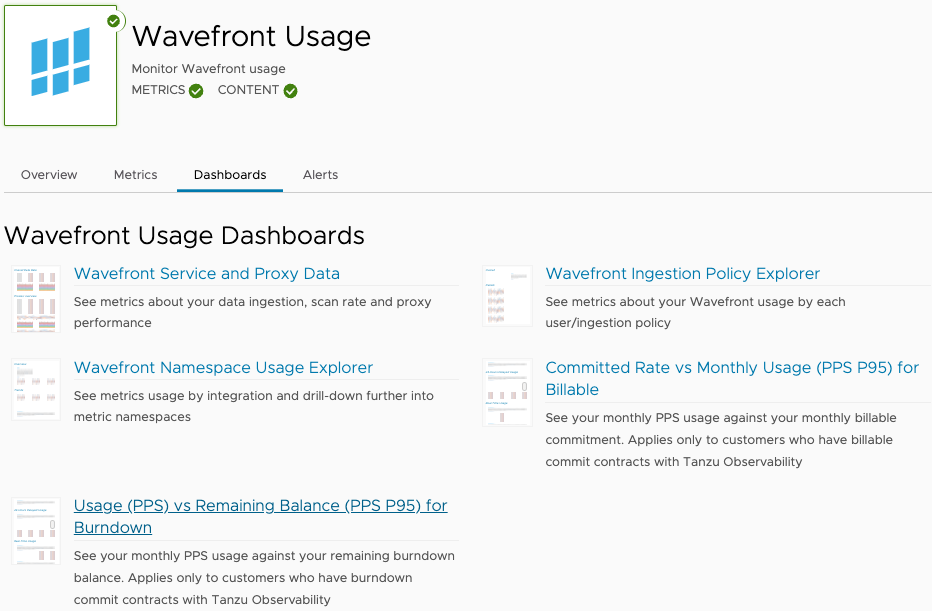 Wavefront Usage
Monitor Wavefront usage
METRICS CONTENT
Overview Metrics Dashboards Alerts
Wavefront Usage Dashboards
Wavefront Service and Proxy Data
See metrics about your data ingestion, scan rate and proxy
performance
Wavefront Ingestion Policy Explorer
See metrics about your Wavefront usage by each
user/ingestion policy
Wavefront Namespace Usage Explorer
See metrics usage by integration and drill-down further into
metric namespaces
Committed Rate vs Monthly Usage (PPS P95) for
Billable
See your monthly PPS usage against your monthly billable
commitment. Applies only to customers who have billable
commit contracts with Tanzu Observability
Usage (PPS) vs Remaining Balance (PPS P95) for
Burndown
See your monthly PPS usage against your remaining burndown
balance. Applies only to customers who have burndown
commit contracts with Tanzu Observability